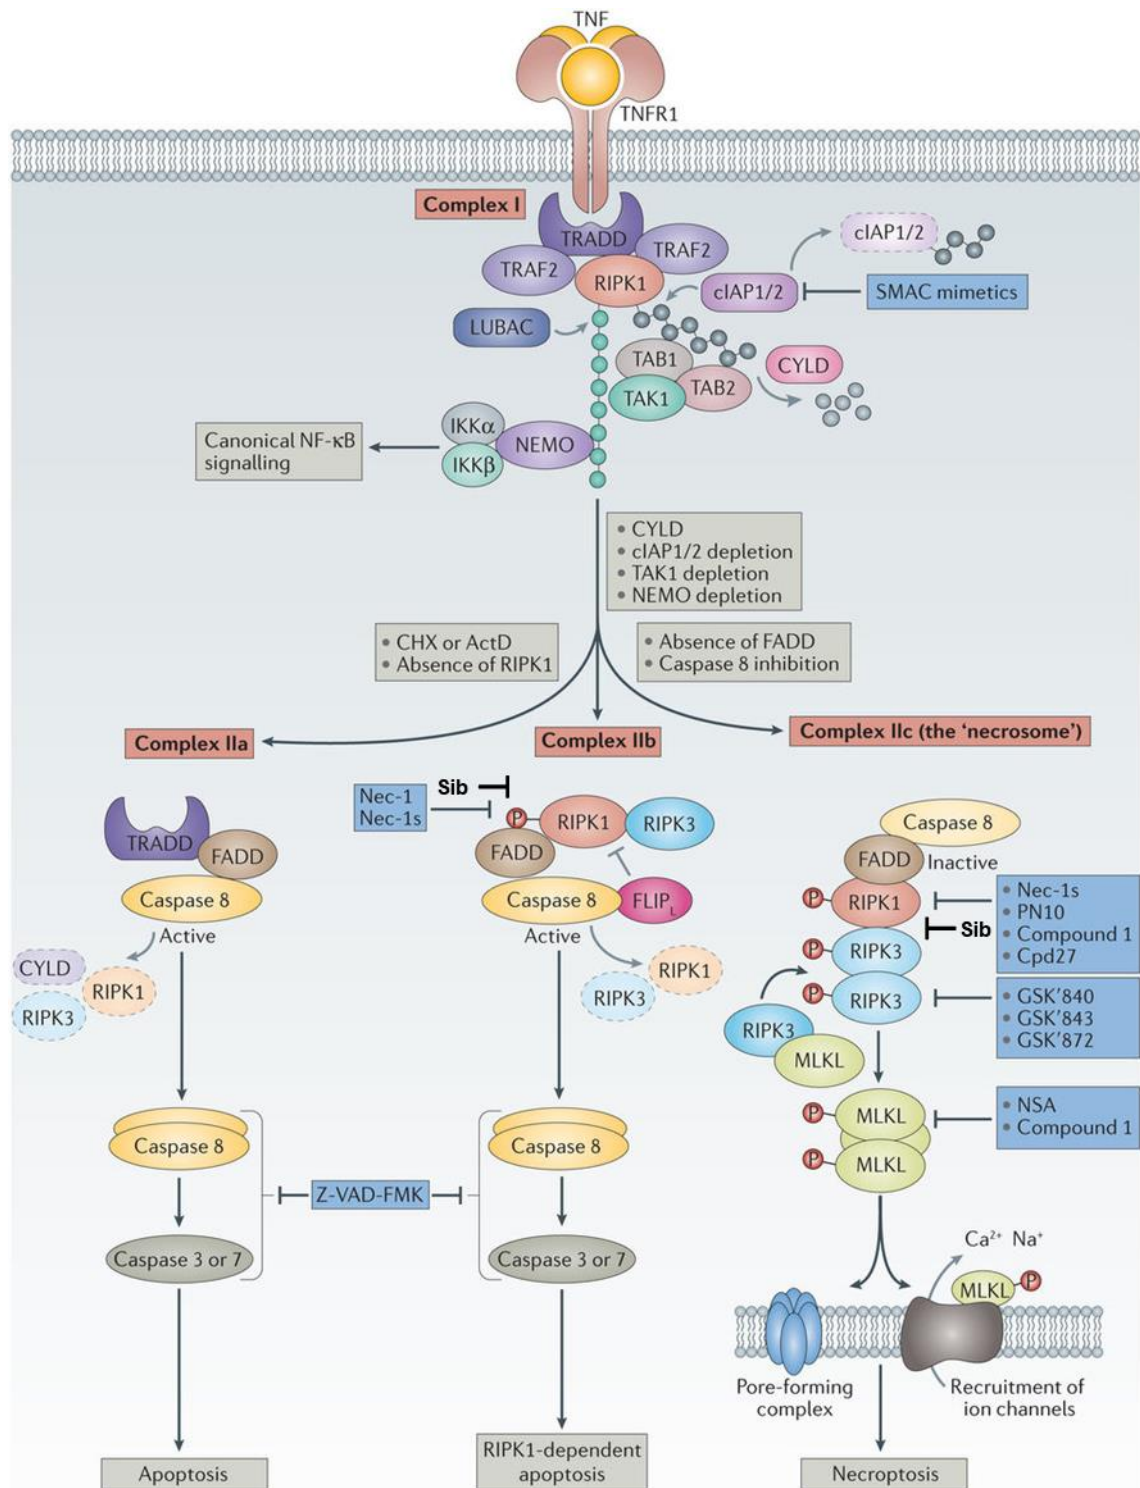 TNF
TNFR1
Complex I
TRADD
TRAF2
TRAF2
RIPK1
cIAP1/2
cIAP1/2
SMAC mimetics
LUBAC
TAB1
TAB2
TAK1
CYLD
IKKα
IKKβ
NEMO
Canonical NF-κB
signalling
• CYLD
• cIAP1/2 depletion
• TAK1 depletion
• NEMO depletion
• CHX or ActD
• Absence of RIPK1
• Absence of FADD
• Caspase 8 inhibition
Complex IIa
Complex IIb
Complex IIc (the 'necrosome')
TRADD
FADD
Caspase 8
Active
CYLD
RIPK1
RIPK3
Caspase 8
Caspase 3 or 7
Apoptosis
Nec-1
Nec-1s
Sib
P
RIPK1
RIPK3
FADD
Caspase 8
FLIPL
Active
RIPK1
RIPK3
Z-VAD-FMK
Caspase 8
Caspase 3 or 7
RIPK1-dependent
apoptosis
Caspase 8
FADD
Inactive
P
RIPK1
P
RIPK3
P
RIPK3
RIPK3
MLKL
Sib
• Nec-1s
• PN10
• Compound 1
• Cpd27
• GSK'840
• GSK'843
• GSK'872
P
MLKL
P
MLKL
• NSA
• Compound 1
Ca²⁺ Na⁺
MLKL
P
Pore-forming
complex
Recruitment of
ion channels
Necroptosis